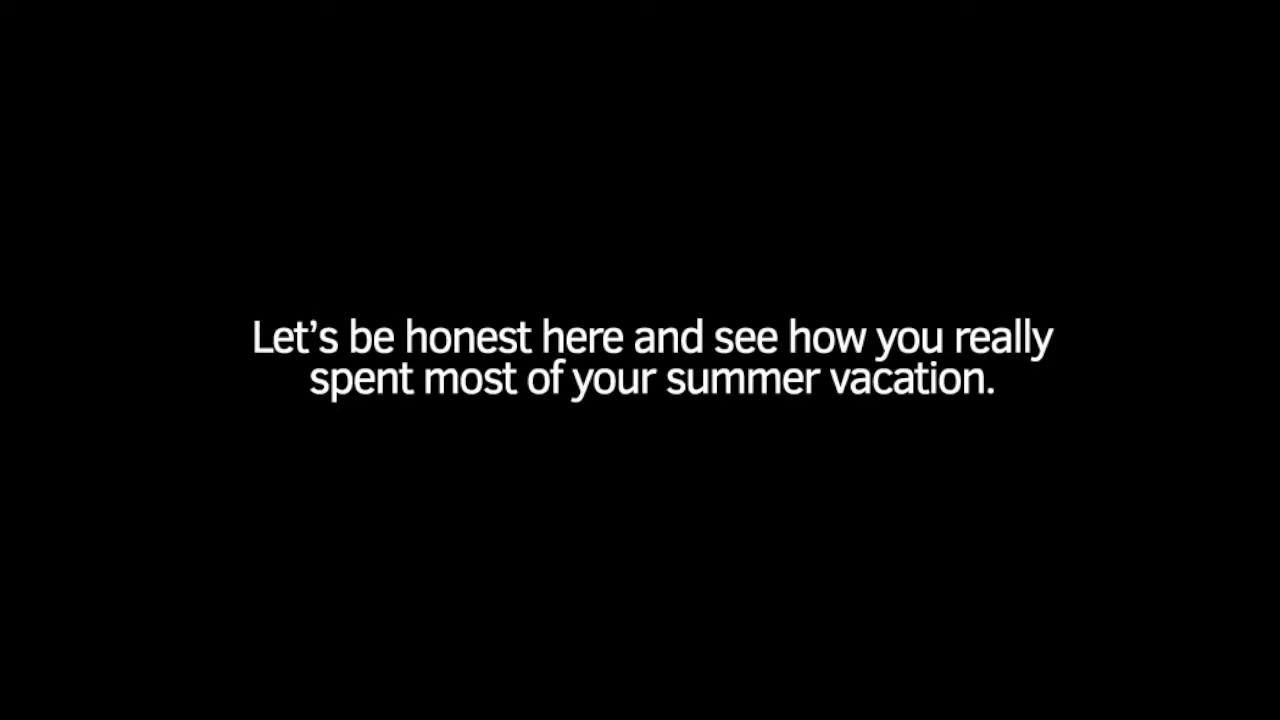 Let’s be honest here and see how you really
spent most of your summer vacation.